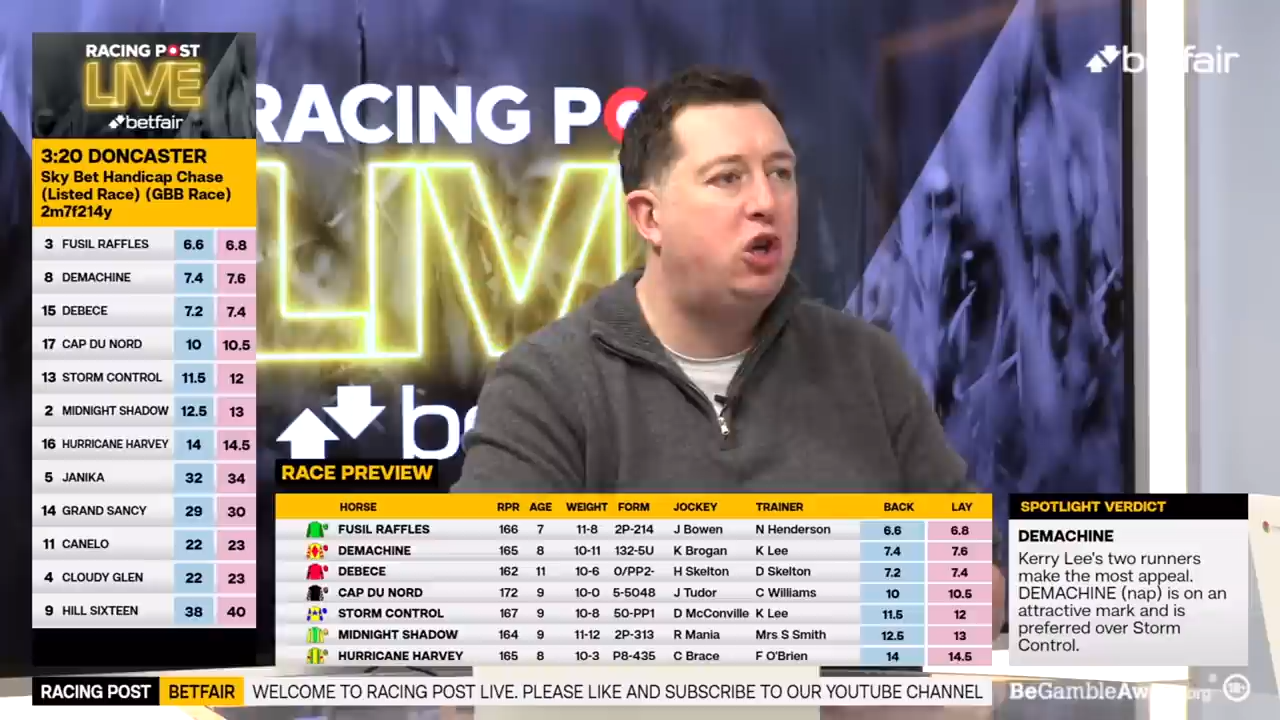 RACING POST
LIVE
betfair
3:20 DONCASTER
Sky Bet Handicap Chase
(Listed Race) (GBB Race)
2m7f214y
3 FUSIL RAFFLES 6.6 6.8
8 DEMACHINE 7.4 7.6
15 DEBECE 7.2 7.4
17 CAP DU NORD 10 10.5
13 STORM CONTROL 11.5 12
2 MIDNIGHT SHADOW 12.5 13
16 HURRICANE HARVEY 14 14.5
5 JANIKA 32 34
14 GRAND SANCY 29 30
11 CANELO 22 23
4 CLOUDY GLEN 22 23
9 HILL SIXTEEN 38 40
RACING PO
LIV
be
betfair
RACE PREVIEW
HORSE RPR AGE WEIGHT FORM JOCKEY TRAINER BACK LAY
FUSIL RAFFLES 166 7 11-8 2P-214 J Bowen N Henderson 6.6 6.8
DEMACHINE 165 8 10-11 132-5U K Brogan K Lee 7.4 7.6
DEBECE 162 11 10-6 0/PP2- H Skelton D Skelton 7.2 7.4
CAP DU NORD 172 9 10-0 5-5048 J Tudor C Williams 10 10.5
STORM CONTROL 167 9 10-8 50-PP1 D McConville K Lee 11.5 12
MIDNIGHT SHADOW 164 9 11-12 2P-313 R Mania Mrs S Smith 12.5 13
HURRICANE HARVEY 165 8 10-3 P8-435 C Brace F O'Brien 14 14.5
SPOTLIGHT VERDICT
DEMACHINE
Kerry Lee's two runners
make the most appeal.
DEMACHINE (nap) is on an
attractive mark and is
preferred over Storm
Control.
RACING POST BETFAIR WELCOME TO RACING POST LIVE. PLEASE LIKE AND SUBSCRIBE TO OUR YOUTUBE CHANNEL
BeGambleAware.org 18+